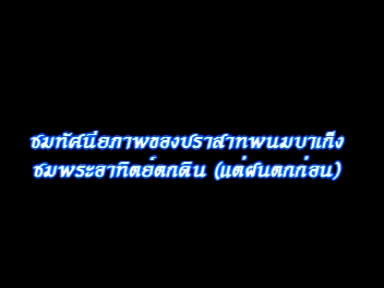 ชมทัศนียภาพของปราสาทพนมบาเก็ง
ชมพระอาทิตย์ตกดิน (แต่ฝนตกก่อน)